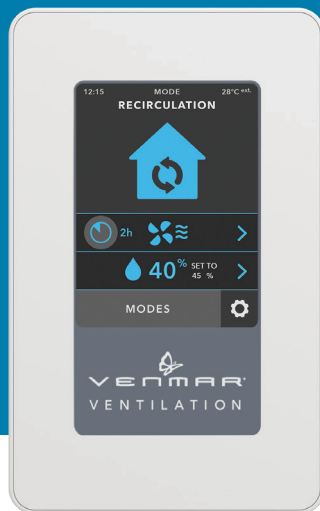 12:15 MODE 28°C ext.
RECIRCULATION
2h
40% SET TO
45 %
MODES
VENMAR®
VENTILATION